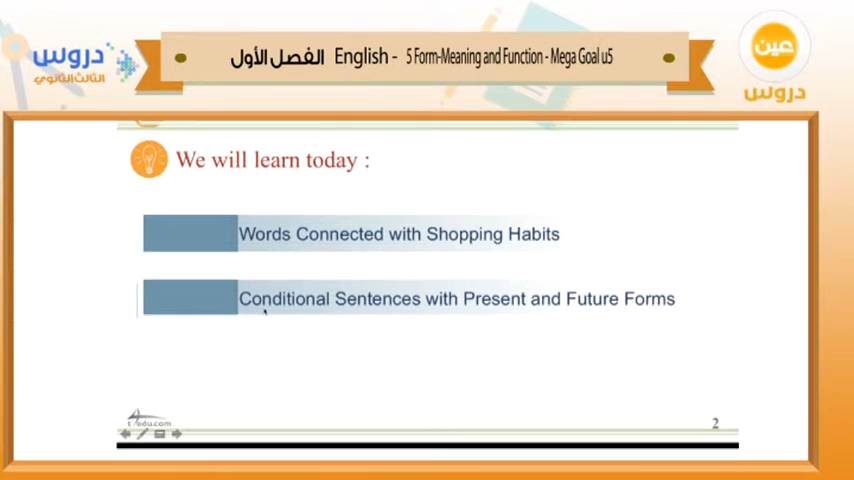 دروس
الثالث الثانوي
الفصل الأول English - 5 Form-Meaning and Function - Mega Goal u5
عين
دروس
We will learn today :
Words Connected with Shopping Habits
Conditional Sentences with Present and Future Forms
2